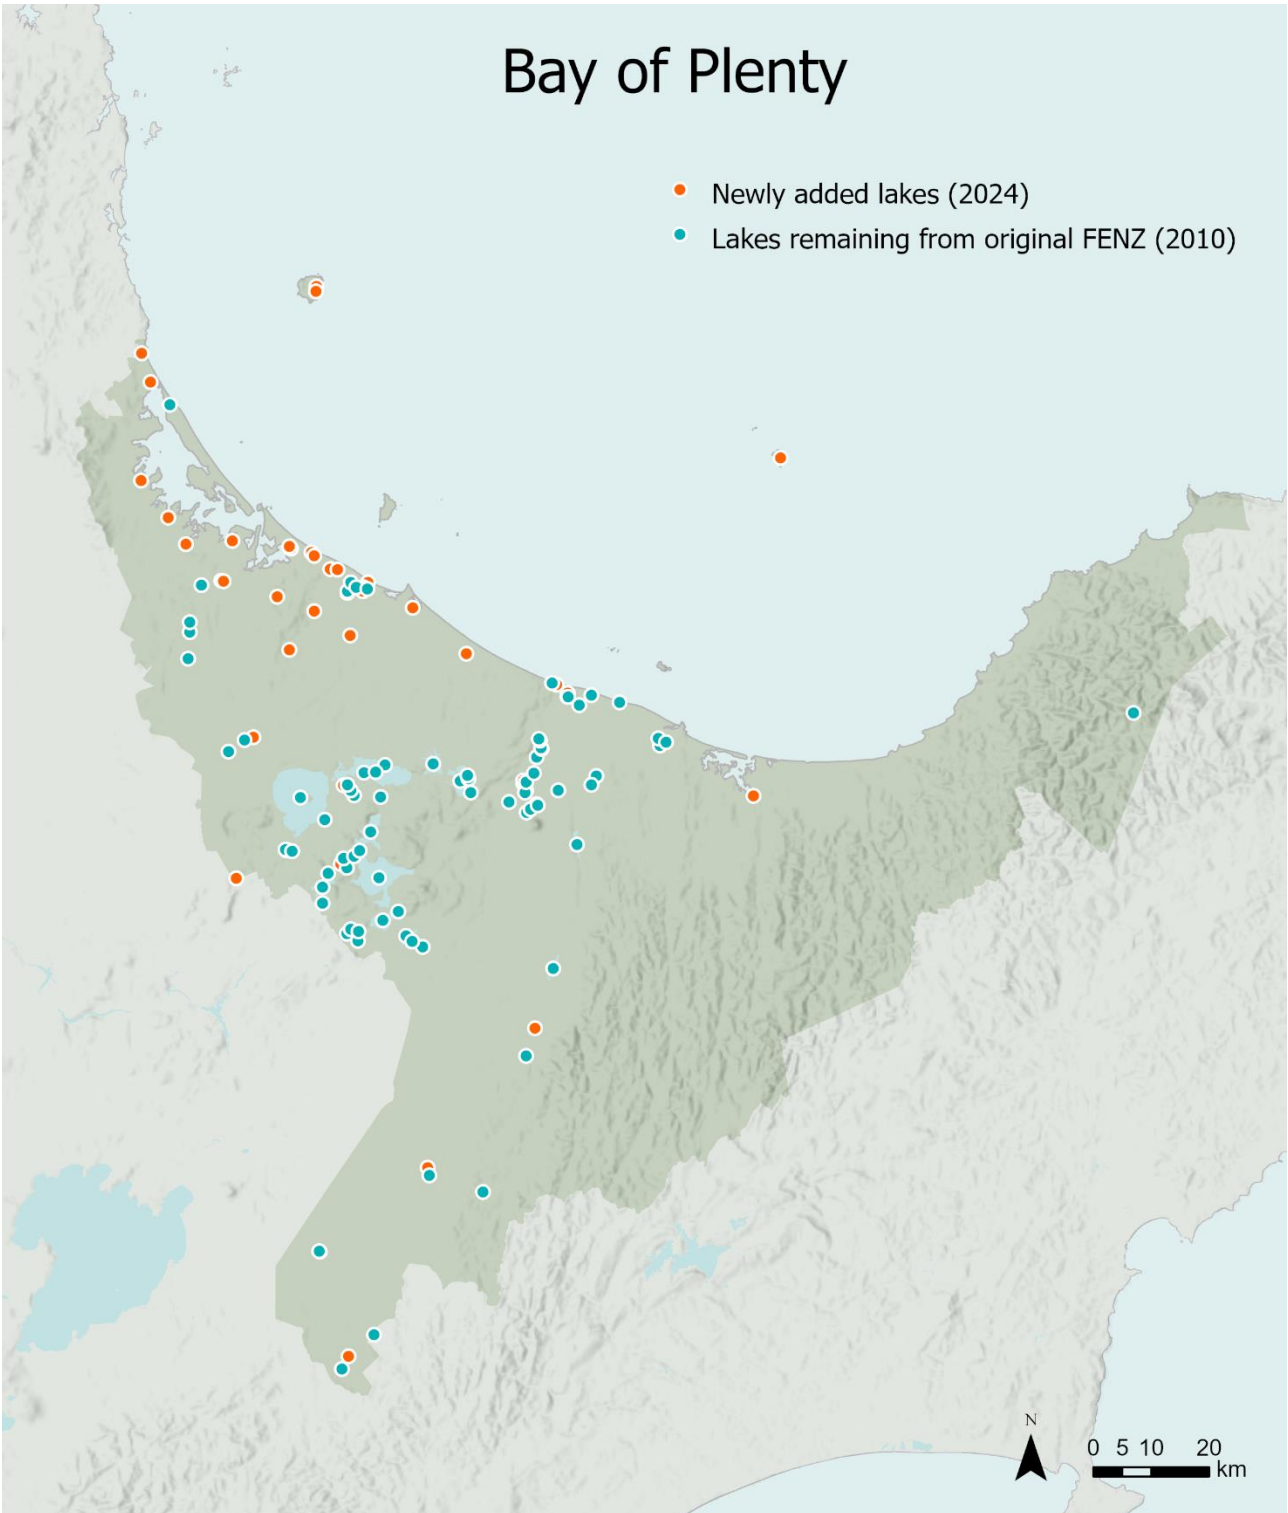 Bay of Plenty
Newly added lakes (2024)
Lakes remaining from original FENZ (2010)
N
0 5 10 20
km